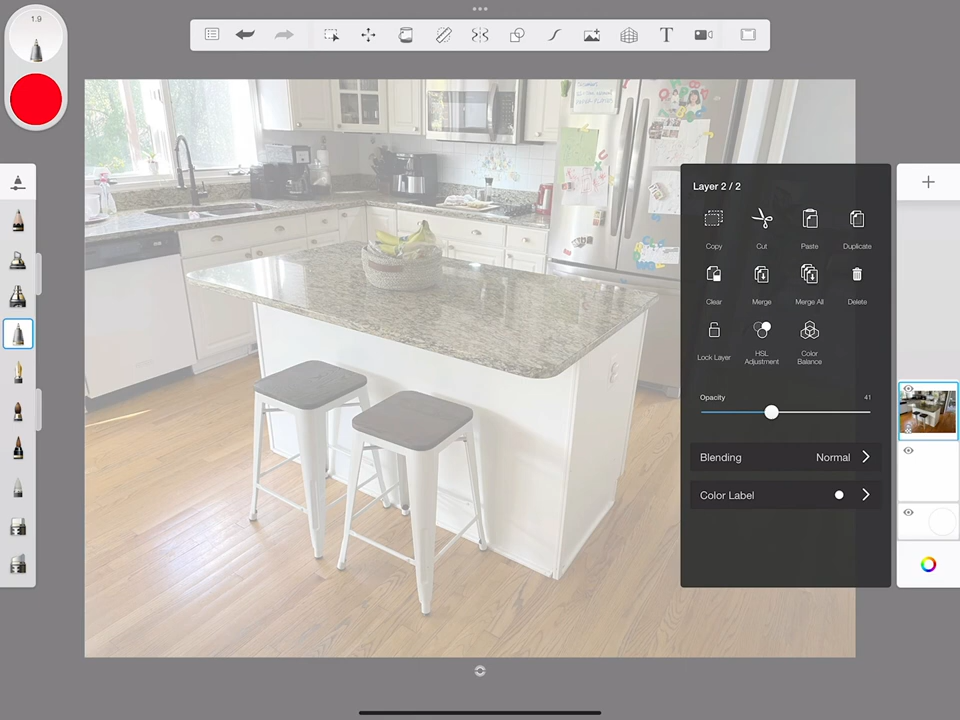 1.9
T
Layer 2 / 2
Copy
Cut
Paste
Duplicate
Clear
Merge
Merge All
Delete
Lock Layer
HSL
Adjustment
Color
Balance
Opacity
41
Blending
Normal
Color Label